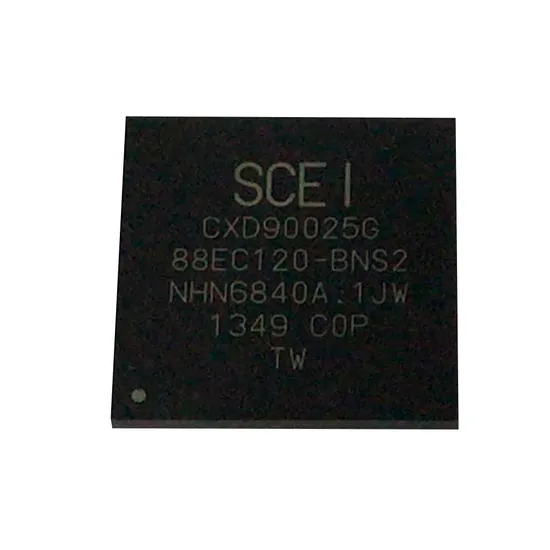 SCEI
CXD90025G
88EC120-BNS2
NHN6840A.1JW
1349 C0P
TW